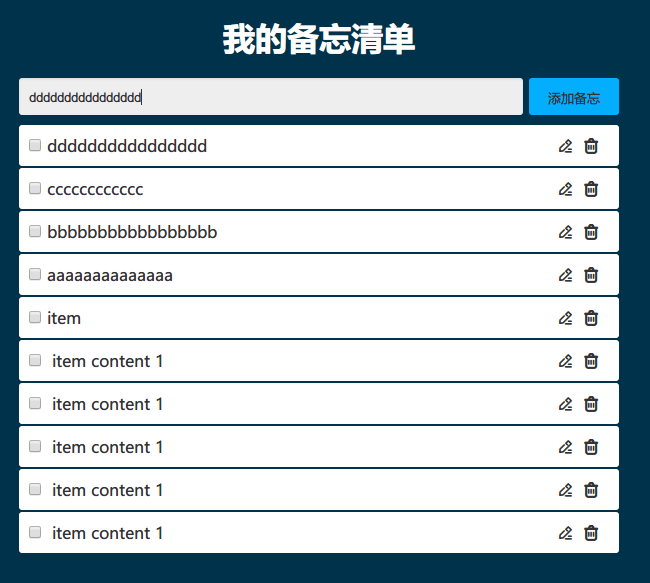 我的备忘清单
dddddddddddddddd
添加备忘
dddddddddddddddd
cccccccccccc
bbbbbbbbbbbbbbbbb
aaaaaaaaaaaaaa
item
item content 1
item content 1
item content 1
item content 1
item content 1